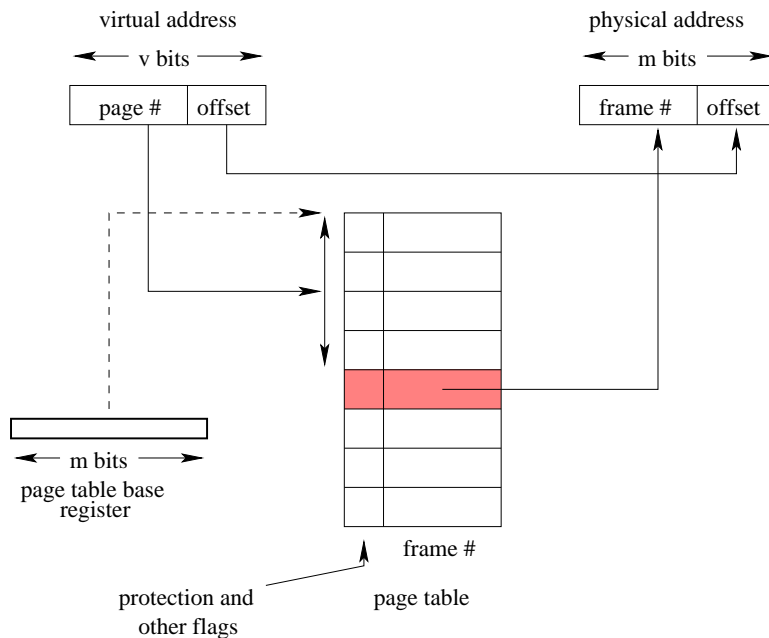 virtual address
physical address
v bits
m bits
page #
offset
frame #
offset
m bits
page table base
register
frame #
protection and
other flags
page table